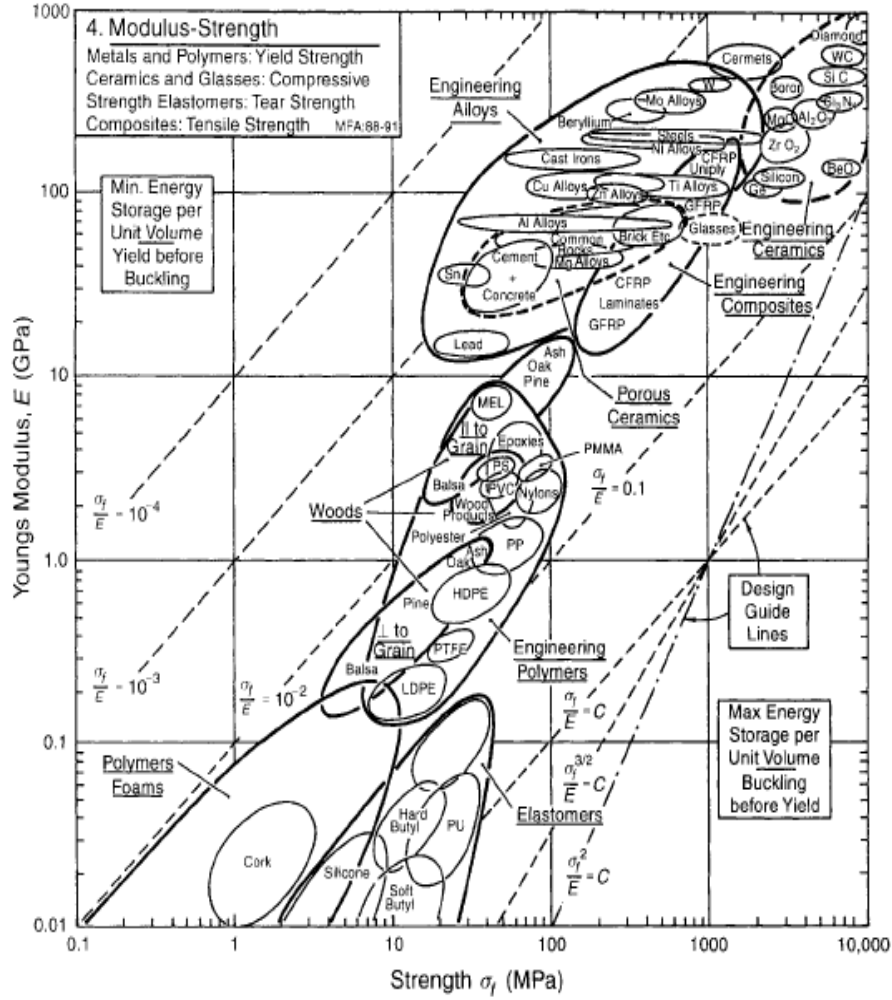 4. Modulus-Strength
Metals and Polymers: Yield Strength
Ceramics and Glasses: Compressive
Strength Elastomers: Tear Strength
Composites: Tensile Strength MFA:88-91
Min. Energy
Storage per
Unit Volume
Yield before
Buckling
Engineering
Alloys
Diamond
Cermets
WC
W
Boron
Si C
Mo Alloys
Si₃N₄
Beryllium
MgO
Al₂O₃
Steels
Ni Alloys
Zr O₂
Cast Irons
CFRP
Uniply
BeO
Silicon
Cu Alloys
Ti Alloys
Zn Alloys
Ge
GFRP
Al Alloys
Glasses
Engineering
Ceramics
Common
Rocks
Brick Etc
Mg Alloys
Sn
Cement
+
Concrete
CFRP
Laminates
GFRP
Engineering
Composites
Lead
Ash
Oak
Pine
Porous
Ceramics
MEL
|| to
Grain
Epoxies
PMMA
PS
Balsa
PVC
Nylons
Woods
Wood
Products
Polyester
PP
Ash
Oak
HDPE
Pine
⊥ to
Grain
PTFE
Engineering
Polymers
Balsa
LDPE
Polymers
Foams
Elastomers
Hard
Butyl
PU
Cork
Silicone
Soft
Butyl
σf/E = 10⁻⁴
σf/E = 10⁻³
σf/E = 10⁻²
σf/E = 0.1
Design
Guide
Lines
σf/E = C
σf^3/2/E = C
σf²/E = C
Max Energy
Storage per
Unit Volume
Buckling
before Yield
Youngs Modulus, E (GPa)
1000
100
10
1.0
0.1
0.01
0.1
1
10
100
1000
10,000
Strength σf (MPa)